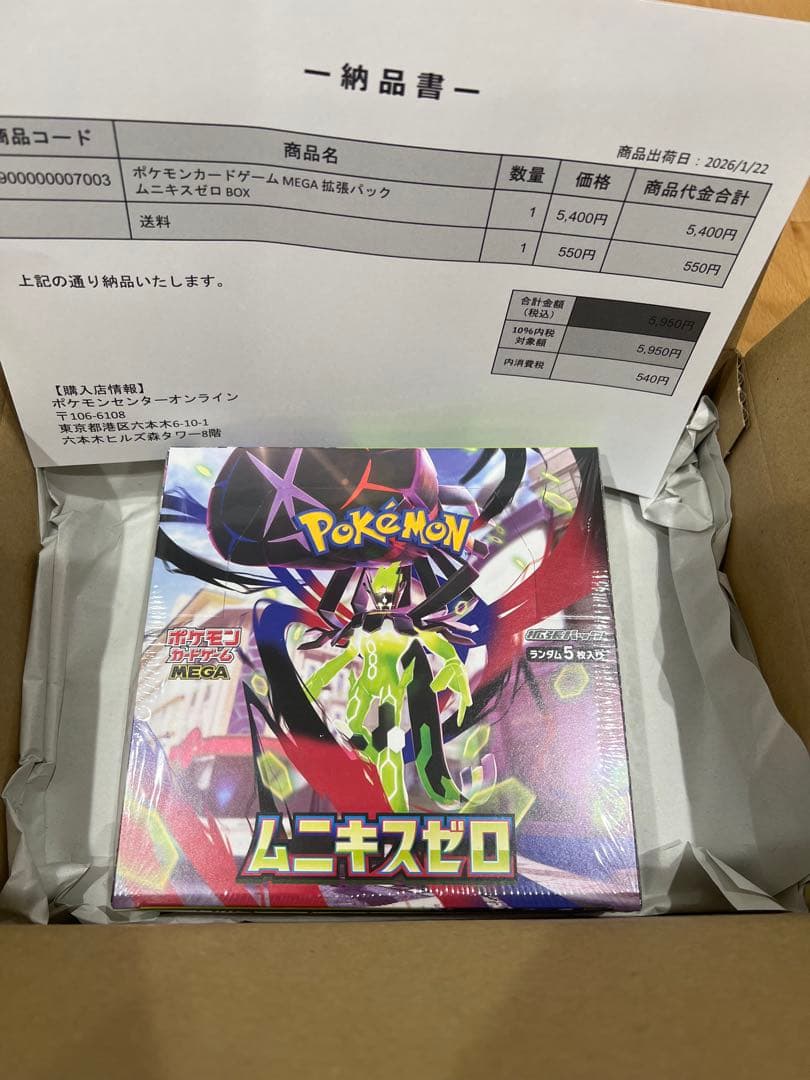 ー納品書ー
商品出荷日：2026/1/22
商品コード 商品名 数量 価格 商品代金合計
900000007003 ポケモンカードゲーム MEGA 拡張パック
ムニキスゼロ BOX 1 5,400円 5,400円
送料 1 550円 550円
上記の通り納品いたします。
合計金額
（税込） 5,950円
10%内税
対象額 5,950円
内消費税 540円
【購入店情報】
ポケモンセンターオンライン
〒106-6108
東京都港区六本木6-10-1
六本木ヒルズ森タワー8階
POKéMON
ポケモン
カードゲーム
MEGA
拡張パック
ランダム5枚入り
ムニキスゼロ